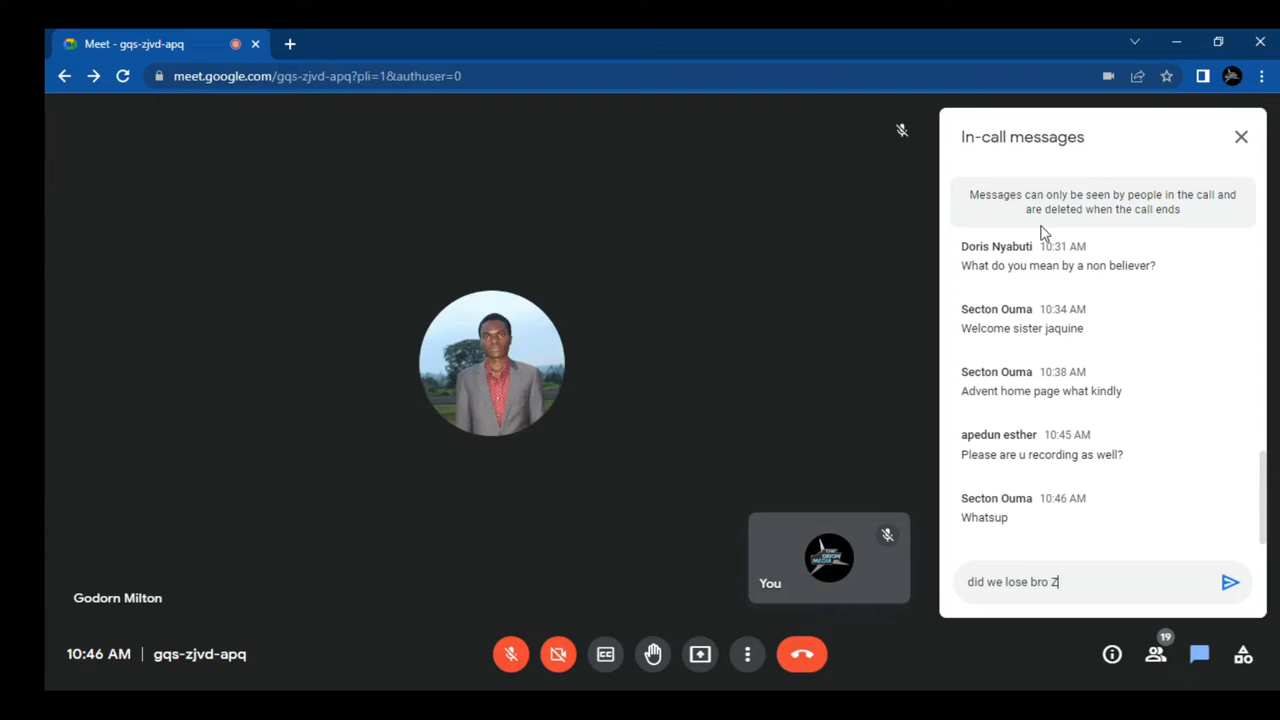 Meet - gqs-zjvd-apq
meet.google.com/gqs-zjvd-apq?pli=1&authuser=0
In-call messages
Messages can only be seen by people in the call and
are deleted when the call ends
Doris Nyabuti 10:31 AM
What do you mean by a non believer?
Secton Ouma 10:34 AM
Welcome sister jaquine
Secton Ouma 10:38 AM
Advent home page what kindly
apedun esther 10:45 AM
Please are u recording as well?
Secton Ouma 10:46 AM
Whatsup
did we lose bro Z
THE ORION MEDIA
You
Godorn Milton
10:46 AM | gqs-zjvd-apq
CC
19